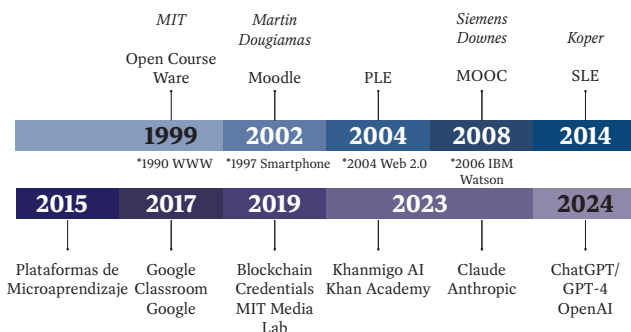 MIT
Martin
Dougiamas
Siemens
Downes
Koper
Open Course
Ware
Moodle
PLE
MOOC
SLE
1999
2002
2004
2008
2014
*1990 WWW
*1997 Smartphone
*2004 Web 2.0
*2006 IBM
Watson
2015
2017
2019
2023
2024
Plataformas de
Microaprendizaje
Google
Classroom
Google
Blockchain
Credentials
MIT Media
Lab
Khanmigo AI
Khan Academy
Claude
Anthropic
ChatGPT/
GPT-4
OpenAI